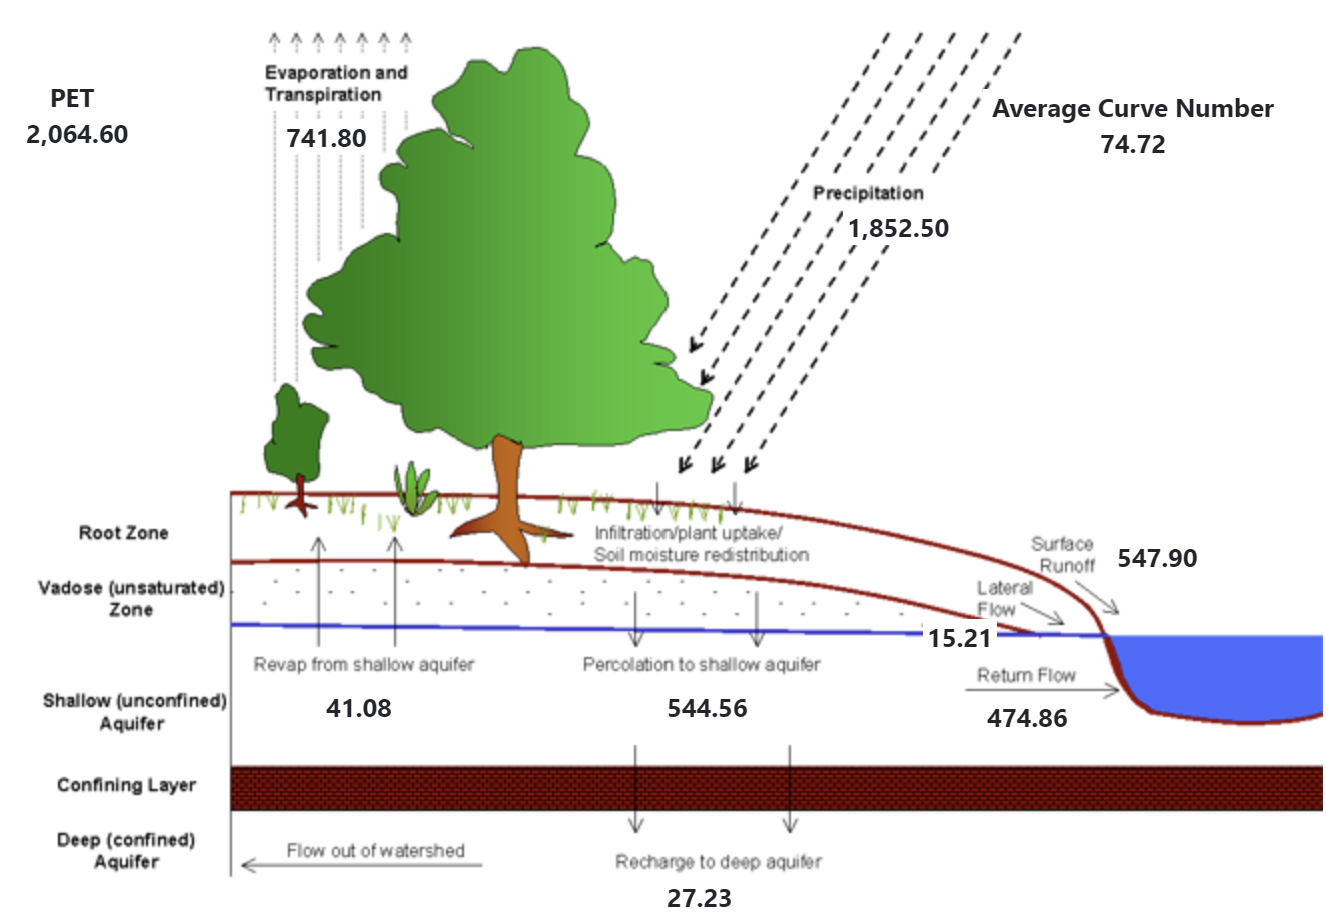 Evaporation and
Transpiration
741.80
PET
2,064.60
Average Curve Number
74.72
Precipitation
1,852.50
Root Zone
Infiltration/plant uptake/
Soil moisture redistribution
Surface
Runoff
547.90
Vadose (unsaturated)
Zone
Lateral
Flow
15.21
Revap from shallow aquifer
41.08
Percolation to shallow aquifer
544.56
Return Flow
474.86
Shallow (unconfined)
Aquifer
Confining Layer
Deep (confined)
Aquifer
Flow out of watershed
Recharge to deep aquifer
27.23